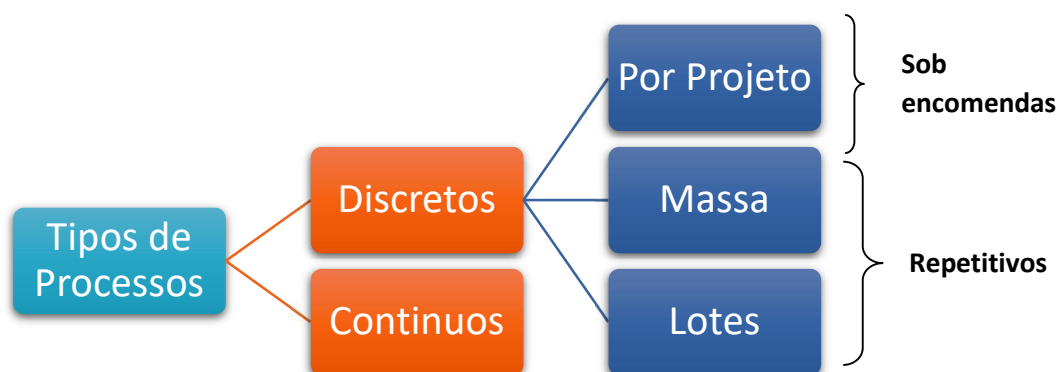 Tipos de
Processos
Discretos
Continuos
Por Projeto
Massa
Lotes
Sob
encomendas
Repetitivos